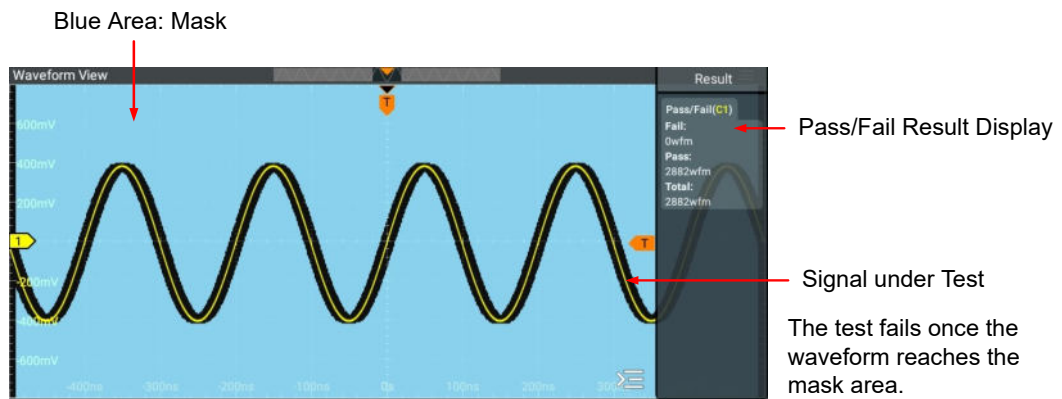 Blue Area: Mask
Waveform View
Result
T
Pass/Fail(C1)
Fail:
0wfm
Pass:
2882wfm
Total:
2882wfm
Pass/Fail Result Display
600mV
400mV
200mV
1
T
-200mV
-400mV
-600mV
-400ns
-300ns
-200ns
-100ns
0s
100ns
200ns
Signal under Test
The test fails once the
waveform reaches the
mask area.